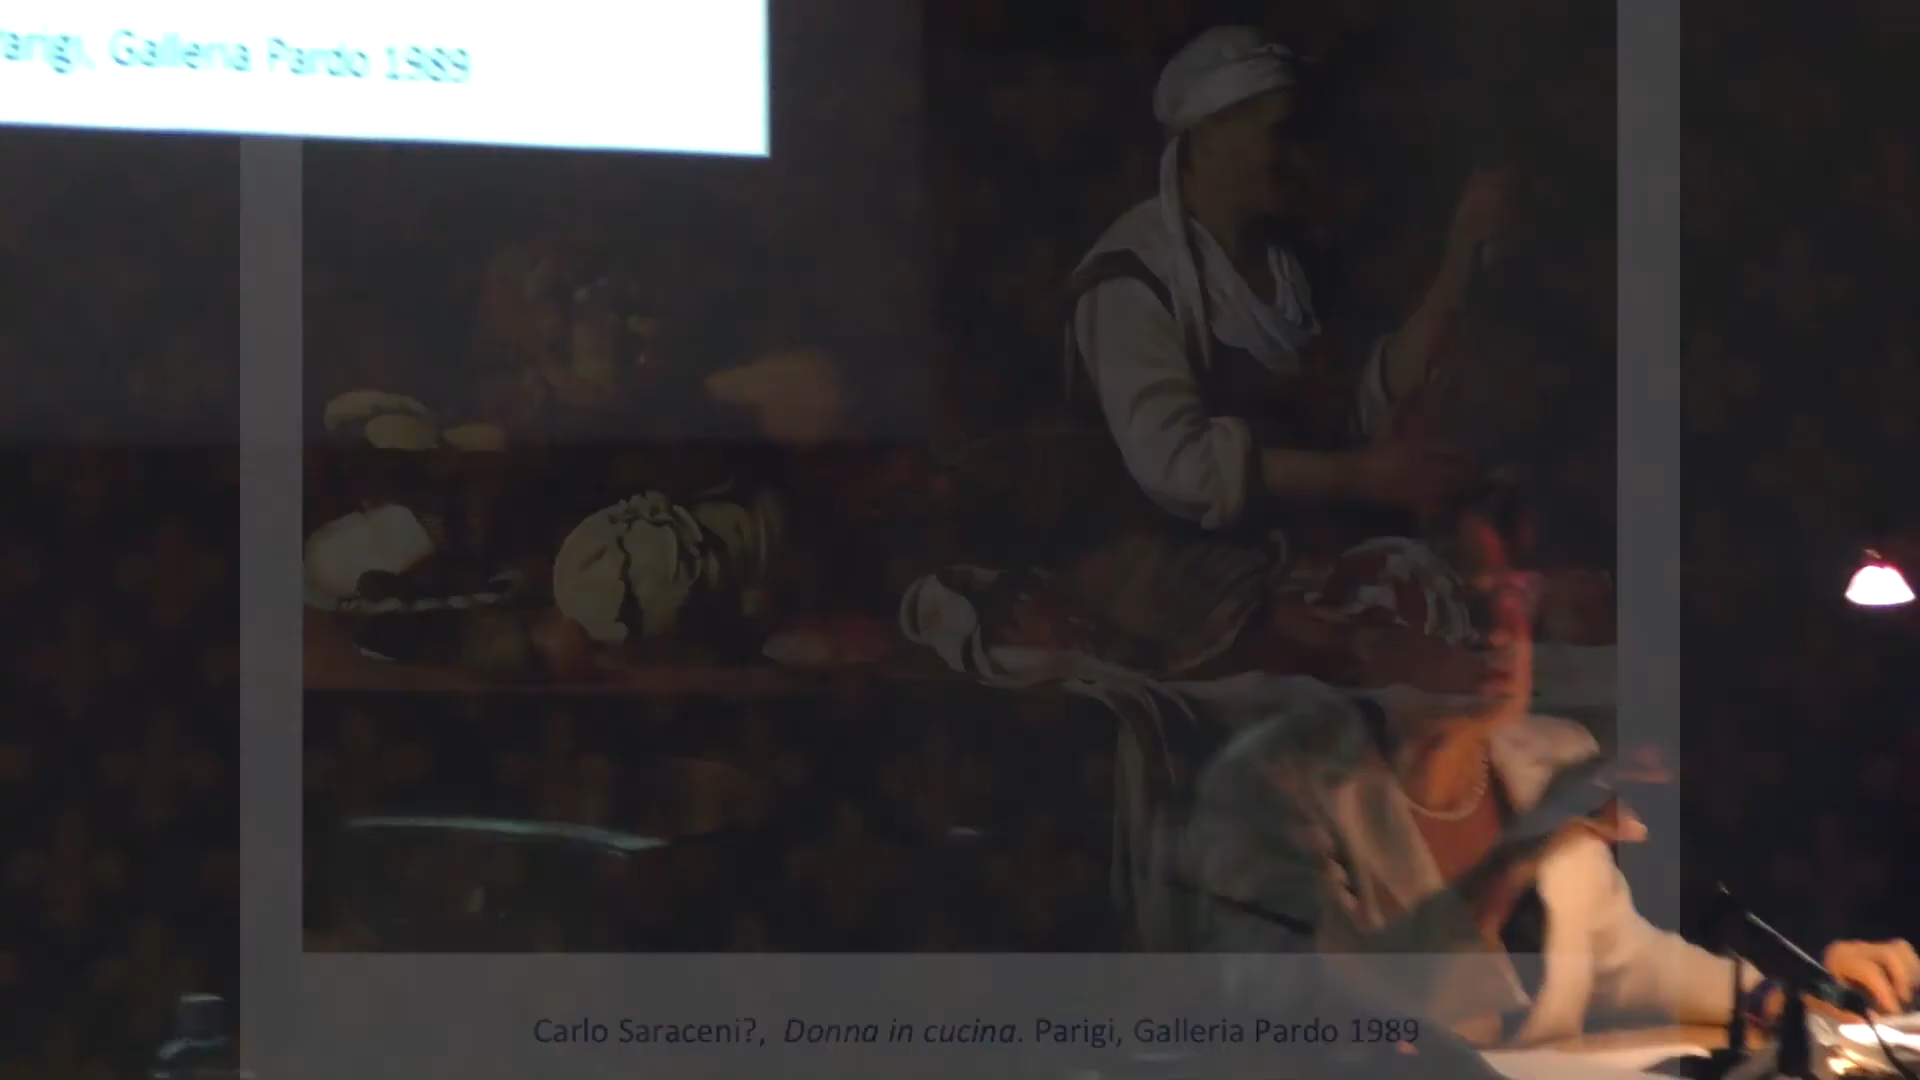 Parigi, Galleria Pardo 1989
Carlo Saraceni?, Donna in cucina. Parigi, Galleria Pardo 1989